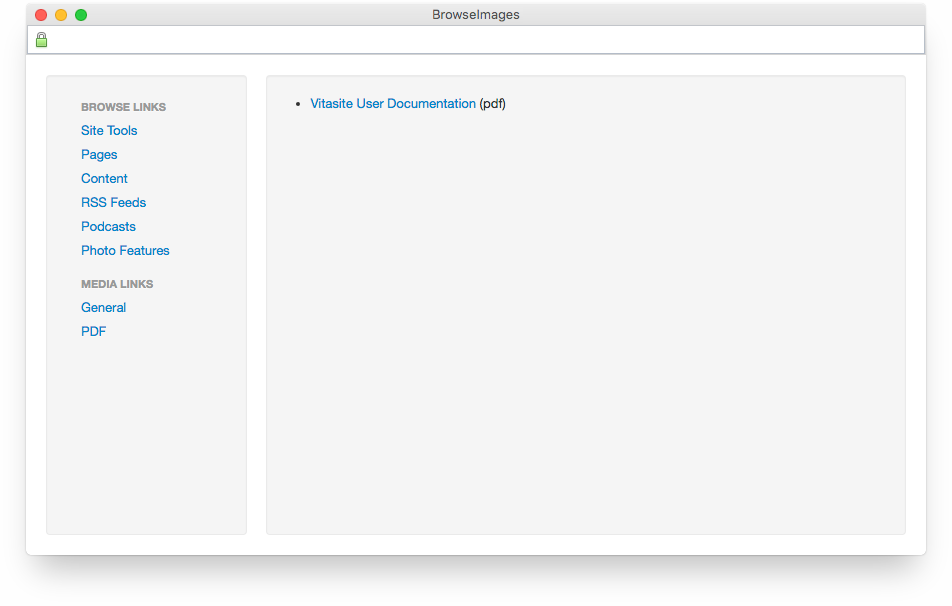 BrowseImages
BROWSE LINKS
Site Tools
Pages
Content
RSS Feeds
Podcasts
Photo Features
MEDIA LINKS
General
PDF
Vitasite User Documentation (pdf)